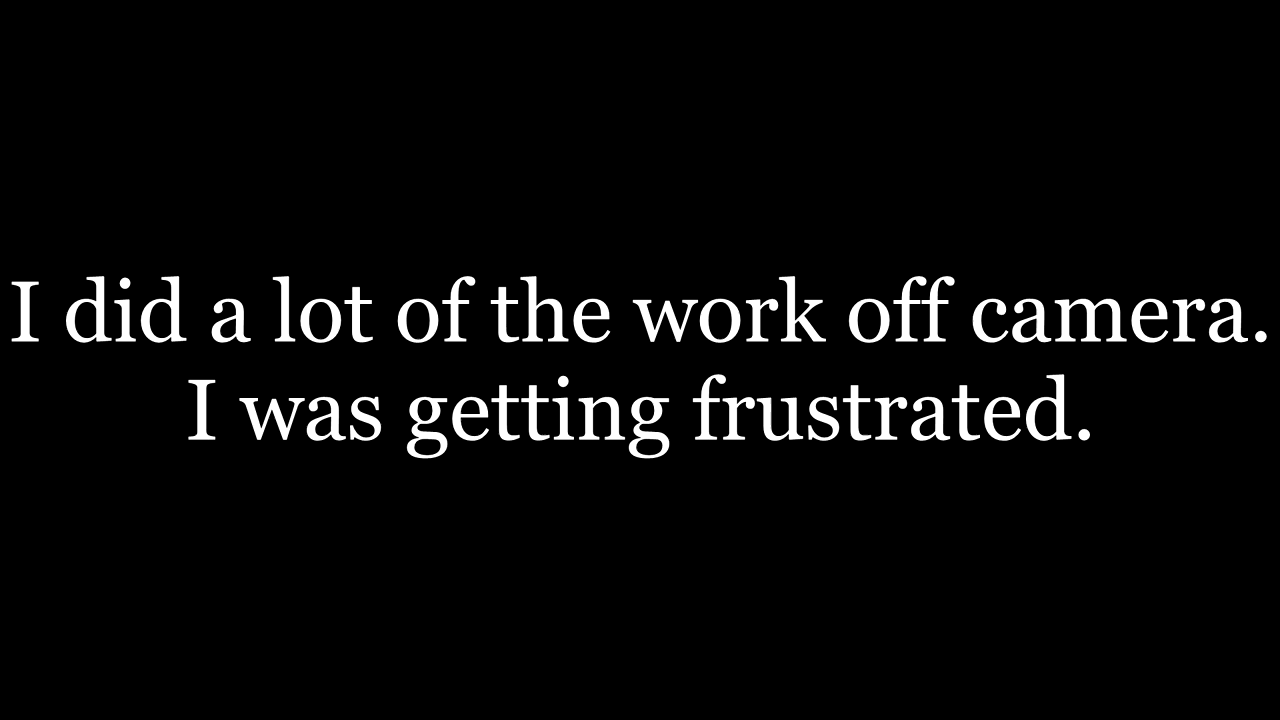 I did a lot of the work off camera.
I was getting frustrated.